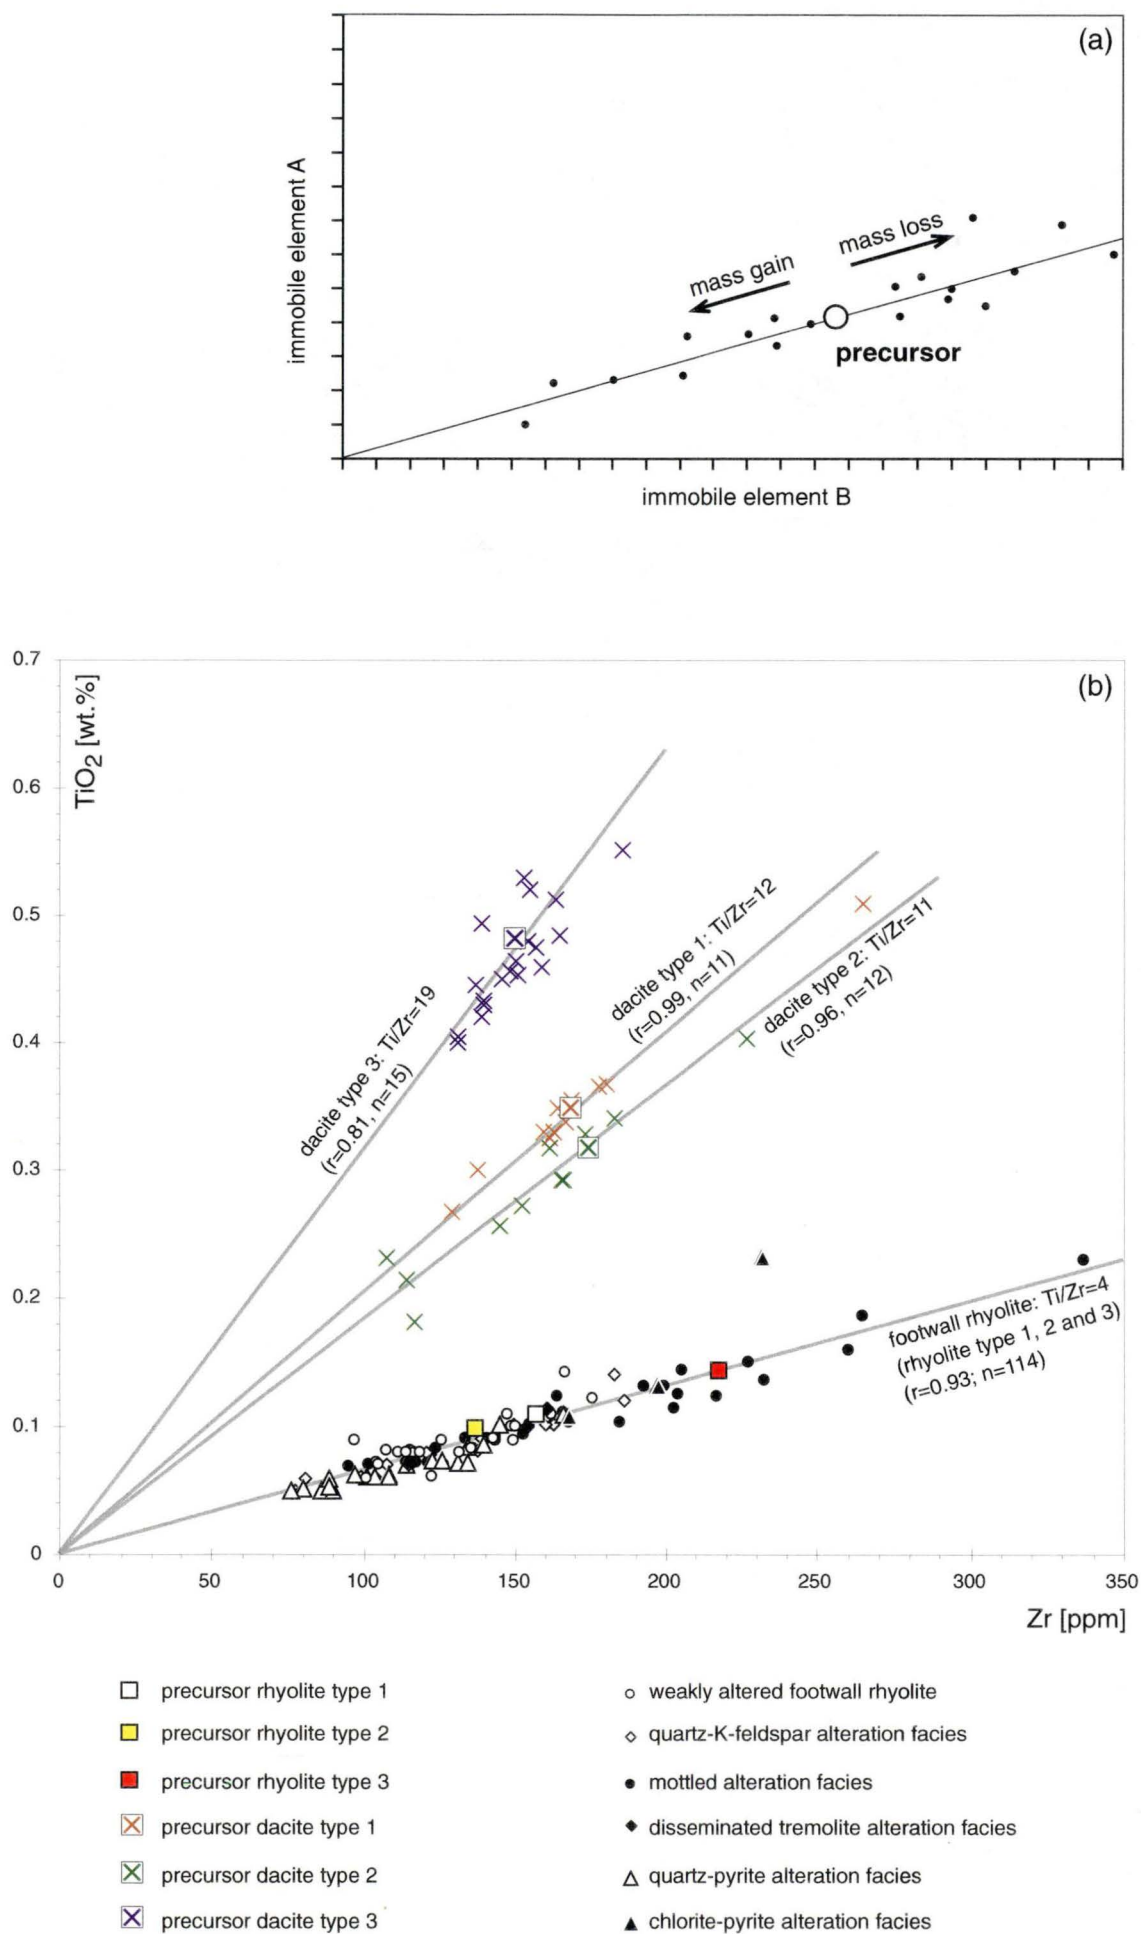 (a)
immobile element A
mass gain
mass loss
precursor
immobile element B
(b)
TiO2 [wt.%]
0.7
0.6
0.5
0.4
0.3
0.2
0.1
0
dacite type 3: Ti/Zr=19
(r=0.81, n=15)
dacite type 1: Ti/Zr=12
(r=0.99, n=11)
dacite type 2: Ti/Zr=11
(r=0.96, n=12)
footwall rhyolite: Ti/Zr=4
(rhyolite type 1, 2 and 3)
(r=0.93; n=114)
0 50 100 150 200 250 300 350
Zr [ppm]
precursor rhyolite type 1
precursor rhyolite type 2
precursor rhyolite type 3
precursor dacite type 1
precursor dacite type 2
precursor dacite type 3
weakly altered footwall rhyolite
quartz-K-feldspar alteration facies
mottled alteration facies
disseminated tremolite alteration facies
quartz-pyrite alteration facies
chlorite-pyrite alteration facies